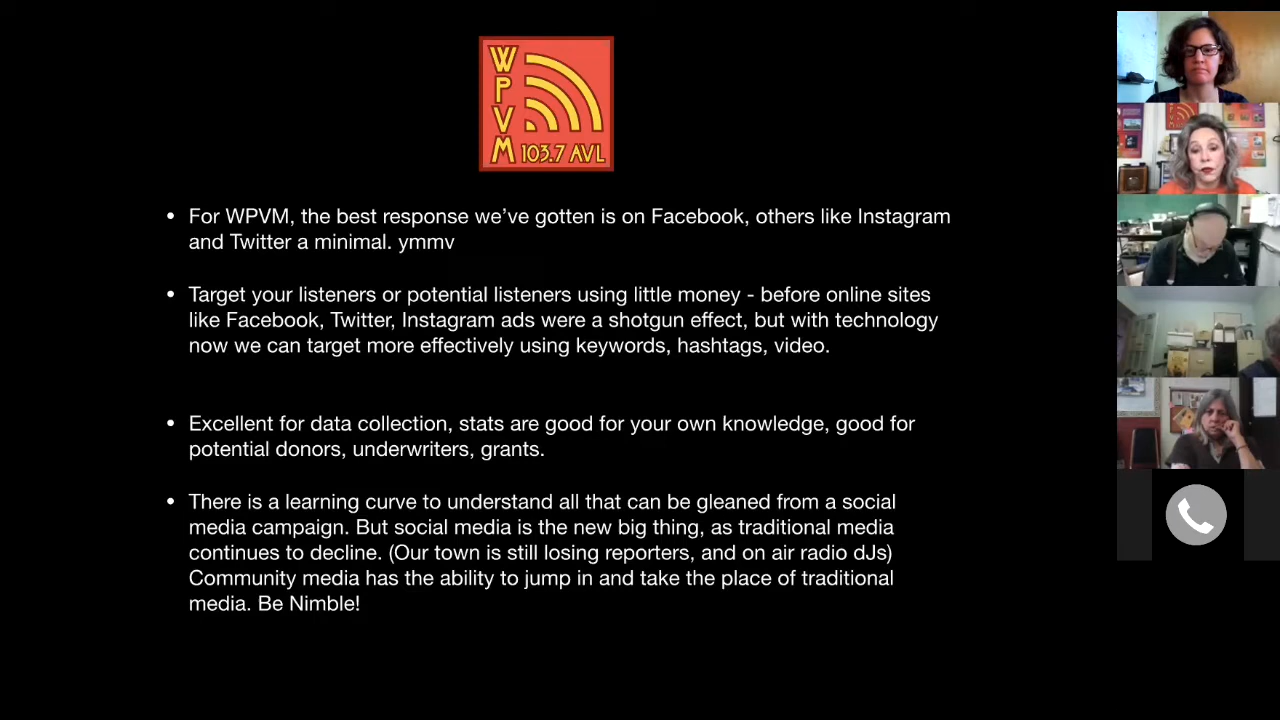 W
P
V
M 103.7 AVL
• For WPVM, the best response we've gotten is on Facebook, others like Instagram
and Twitter a minimal. ymmv
• Target your listeners or potential listeners using little money - before online sites
like Facebook, Twitter, Instagram ads were a shotgun effect, but with technology
now we can target more effectively using keywords, hashtags, video.
• Excellent for data collection, stats are good for your own knowledge, good for
potential donors, underwriters, grants.
• There is a learning curve to understand all that can be gleaned from a social
media campaign. But social media is the new big thing, as traditional media
continues to decline. (Our town is still losing reporters, and on air radio dJs)
Community media has the ability to jump in and take the place of traditional
media. Be Nimble!